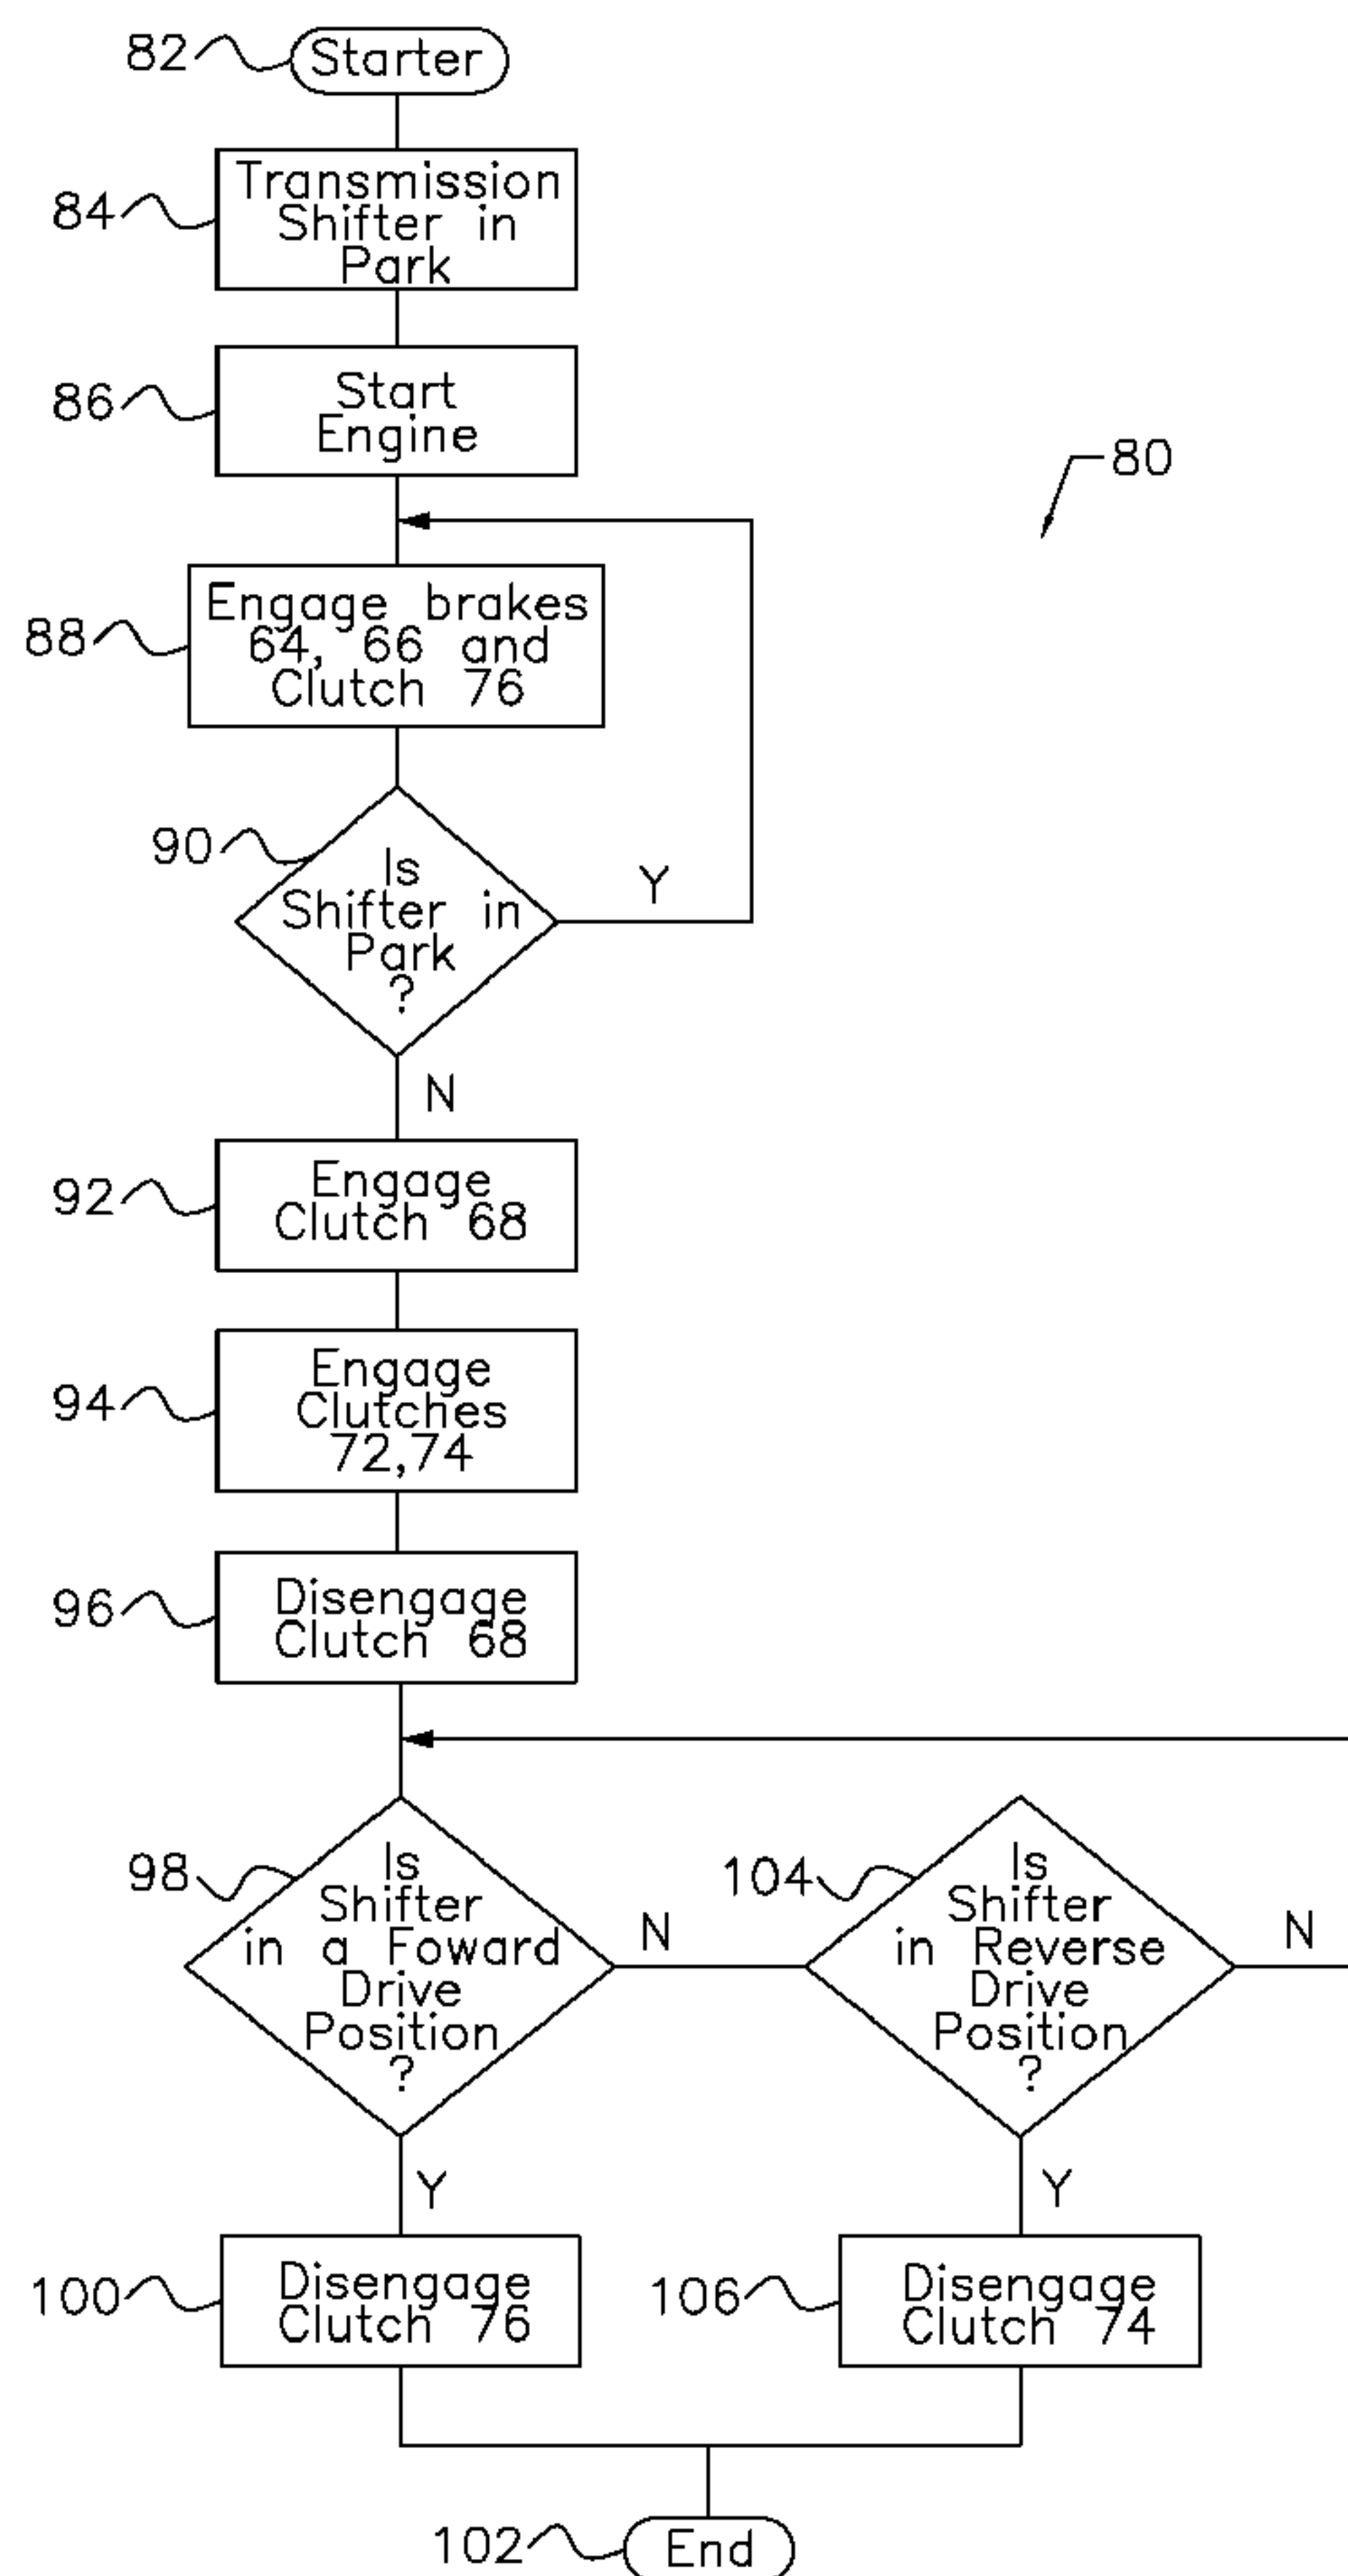 82
Starter
84
Transmission
Shifter in
Park
86
Start
Engine
80
88
Engage brakes
64, 66 and
Clutch 76
90
Is
Shifter in
Park
?
Y
N
92
Engage
Clutch 68
94
Engage
Clutches
72,74
96
Disengage
Clutch 68
98
Is
Shifter
in a Foward
Drive
Position
?
N
104
Is
Shifter
in Reverse
Drive
Position
?
N
Y
Y
100
Disengage
Clutch 76
106
Disengage
Clutch 74
102
End